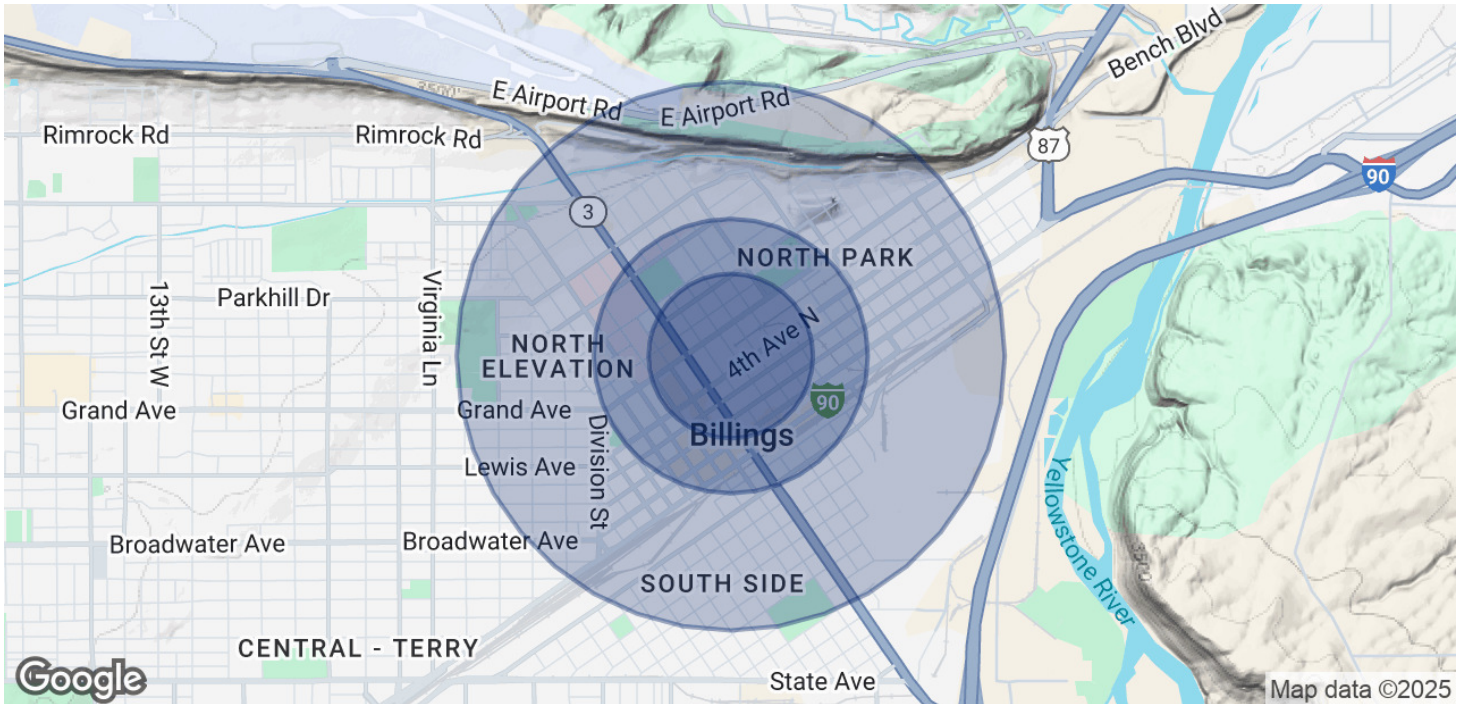 Bench Blvd
3500'
E Airport Rd
E Airport Rd
Rimrock Rd
Rimrock Rd
87
90
3
NORTH PARK
13th St W
Parkhill Dr
Virginia Ln
4th Ave N
NORTH
ELEVATION
90
Grand Ave
Grand Ave
Division St
Billings
Lewis Ave
Yellowstone River
Broadwater Ave
Broadwater Ave
3500
SOUTH SIDE
CENTRAL - TERRY
State Ave
Google
Map data ©2025